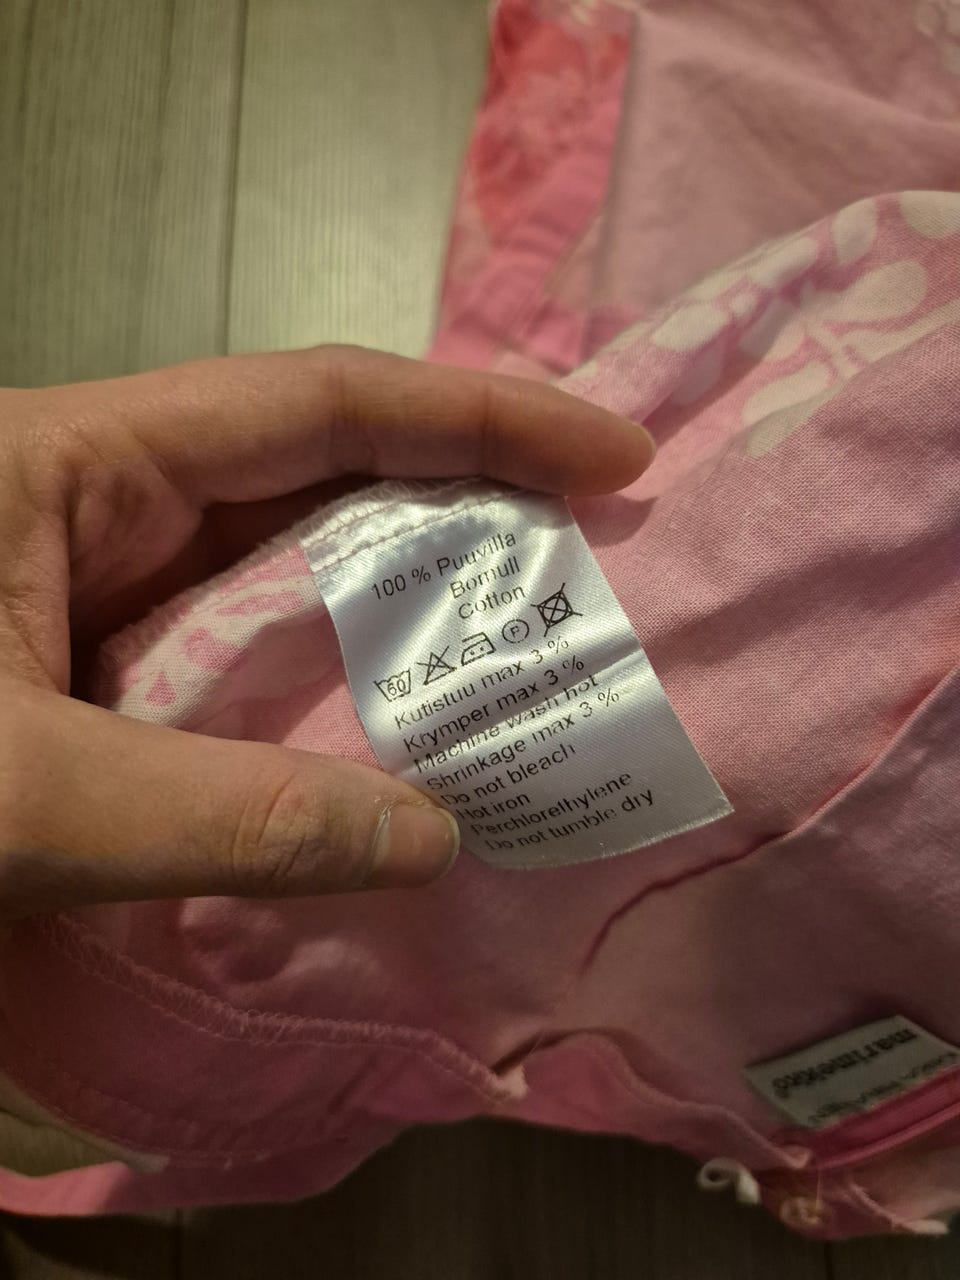 100 % Puuvilla
Bomull
Cotton
60 P
Kutistuu max 3 %
Krymper max 3 %
Machine wash hot
Shrinkage max 3 %
Do not bleach
Hot iron
Perchlorethylene
Do not tumble dry
marimekko